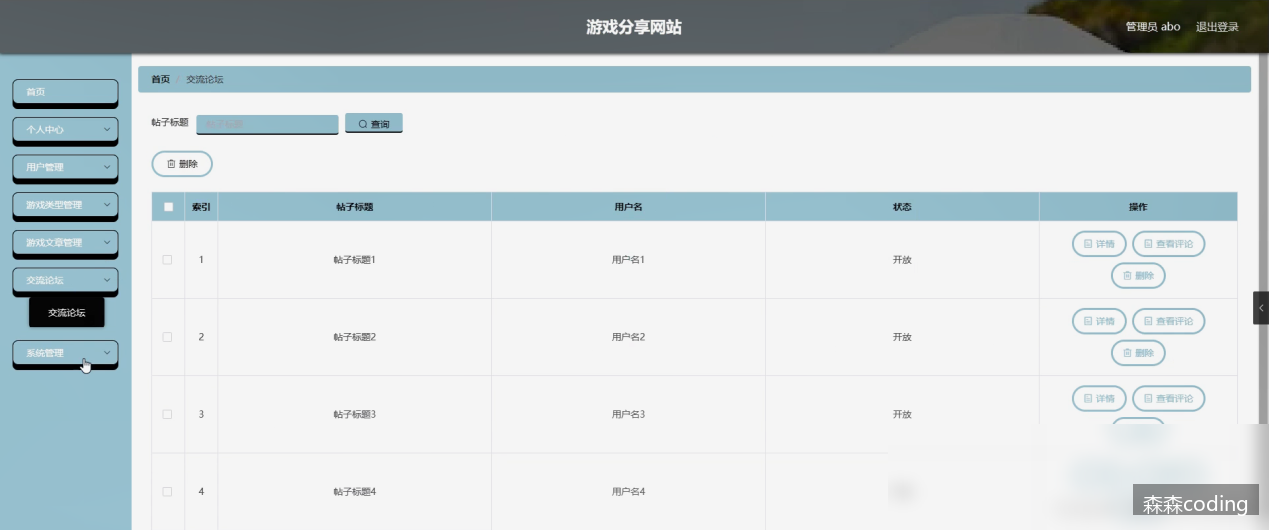 游戏分享网站
管理员 abo 退出登录
首页
个人中心
用户管理
游戏类型管理
游戏文章管理
交流论坛
交流论坛
系统管理
首页 / 交流论坛
帖子标题 帖子标题 查询
删除
索引 帖子标题 用户名 状态 操作
1 帖子标题1 用户名1 开放 详情 查看评论
删除
2 帖子标题2 用户名2 开放 详情 查看评论
删除
3 帖子标题3 用户名3 开放 详情 查看评论
4 帖子标题4 用户名4
森森coding